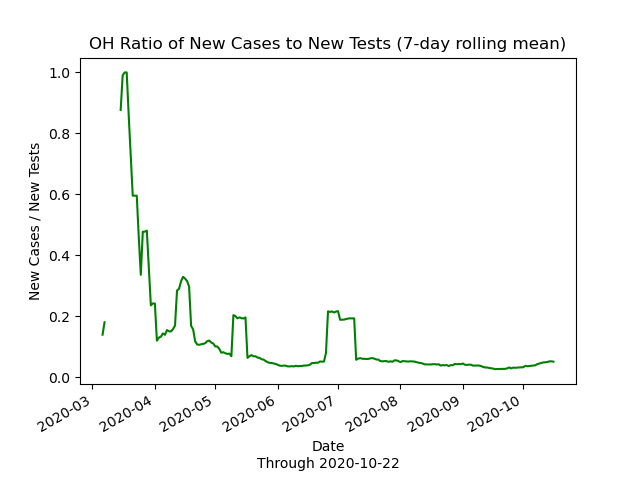 OH Ratio of New Cases to New Tests (7-day rolling mean)
New Cases / New Tests
1.0
0.8
0.6
0.4
0.2
0.0
2020-03 2020-04 2020-05 2020-06 2020-07 2020-08 2020-09 2020-10
Date
Through 2020-10-22